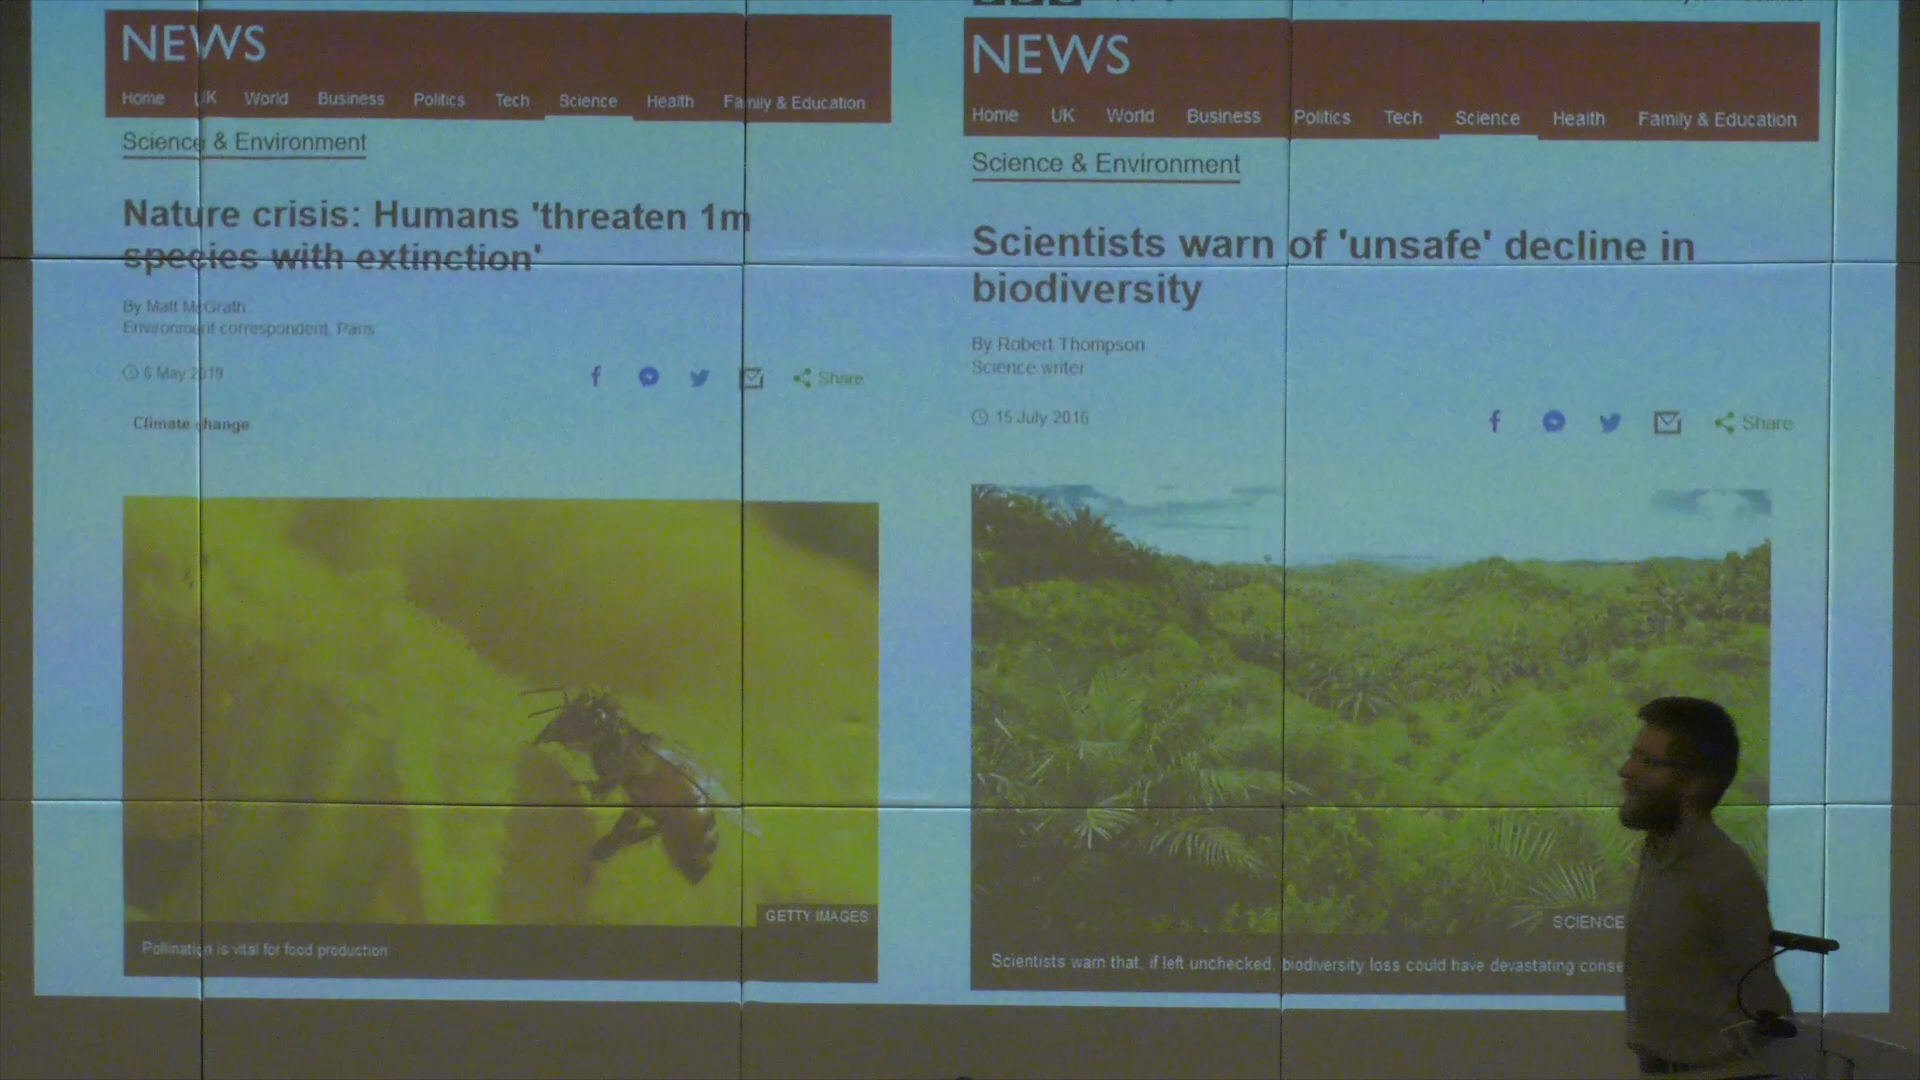 NEWS
Home UK World Business Politics Tech Science Health Family & Education
Science & Environment
Nature crisis: Humans 'threaten 1m
species with extinction'
By Matt McGrath
Environment correspondent, Paris
6 May 2019
Share
Climate change
GETTY IMAGES
Pollination is vital for food production
NEWS
Home UK World Business Politics Tech Science Health Family & Education
Science & Environment
Scientists warn of 'unsafe' decline in
biodiversity
By Robert Thompson
Science writer
15 July 2016
Share
SCIENCE
Scientists warn that, if left unchecked, biodiversity loss could have devastating conse